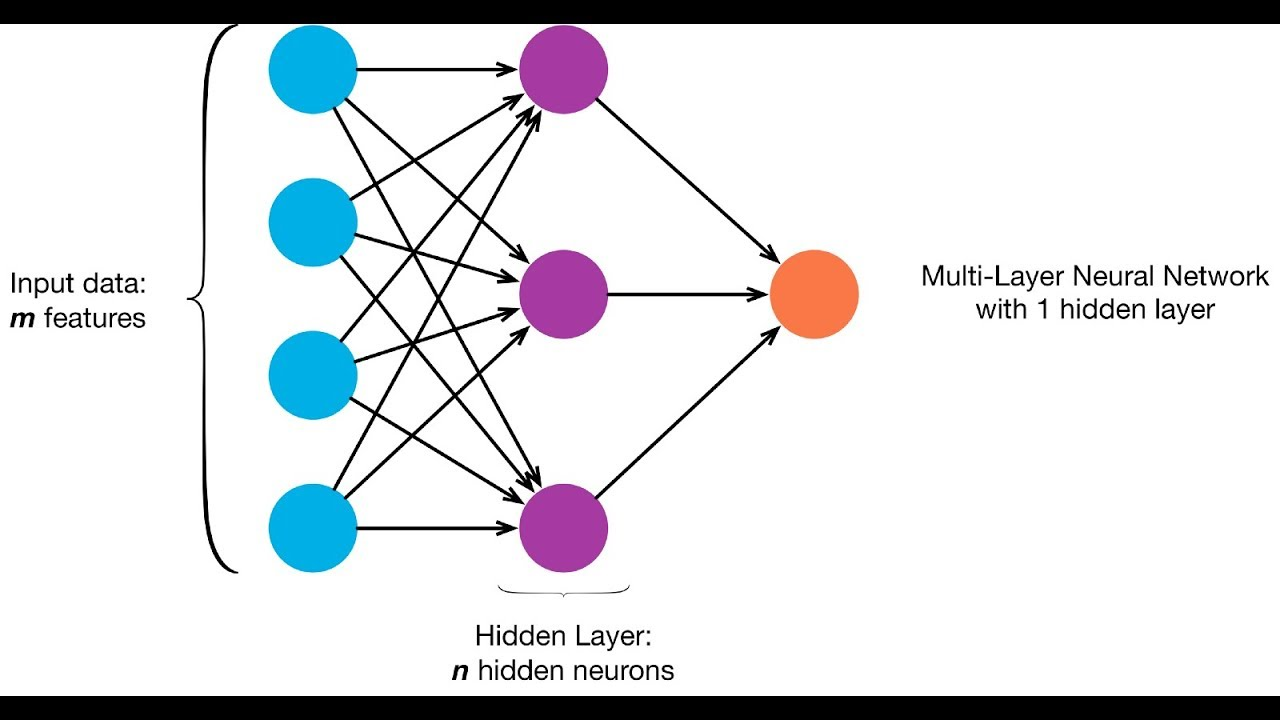 Input data:
m features
Multi-Layer Neural Network
with 1 hidden layer
Hidden Layer:
n hidden neurons